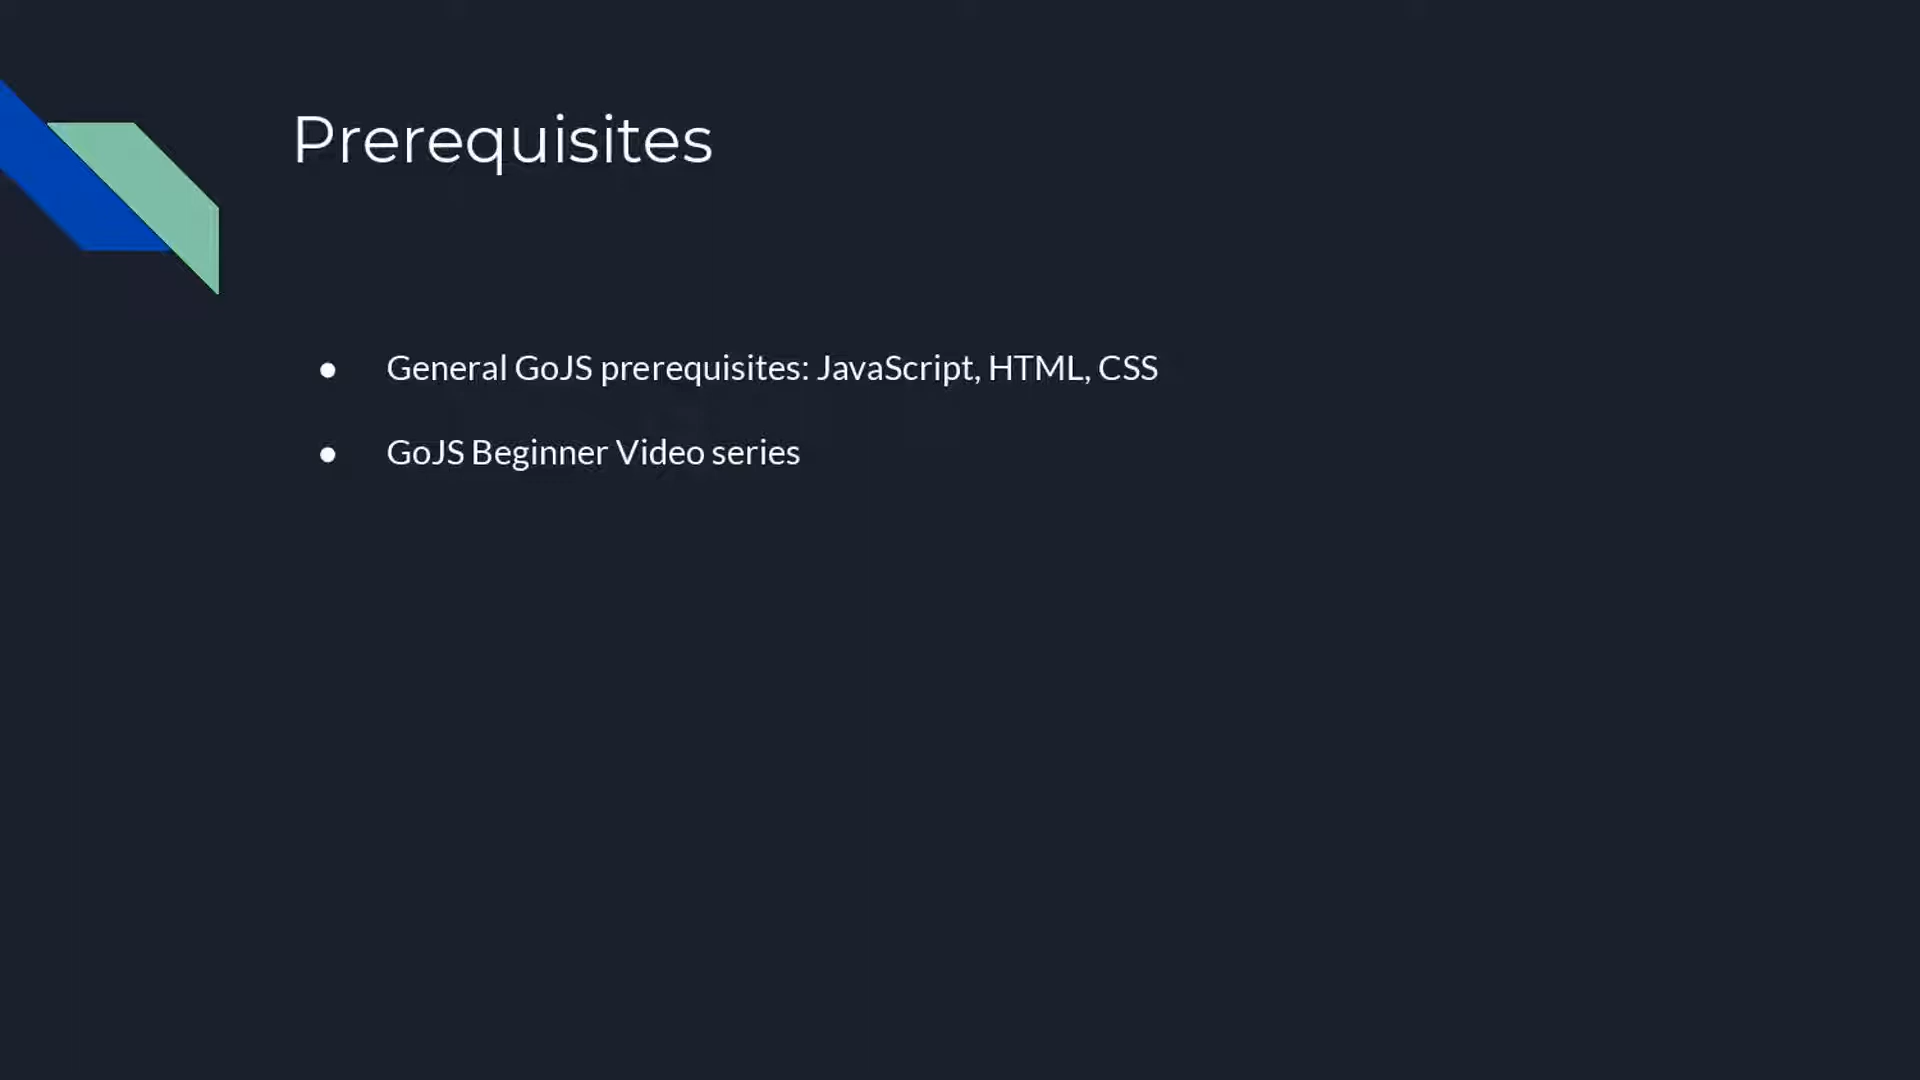 Prerequisites
● General GoJS prerequisites: JavaScript, HTML, CSS
● GoJS Beginner Video series